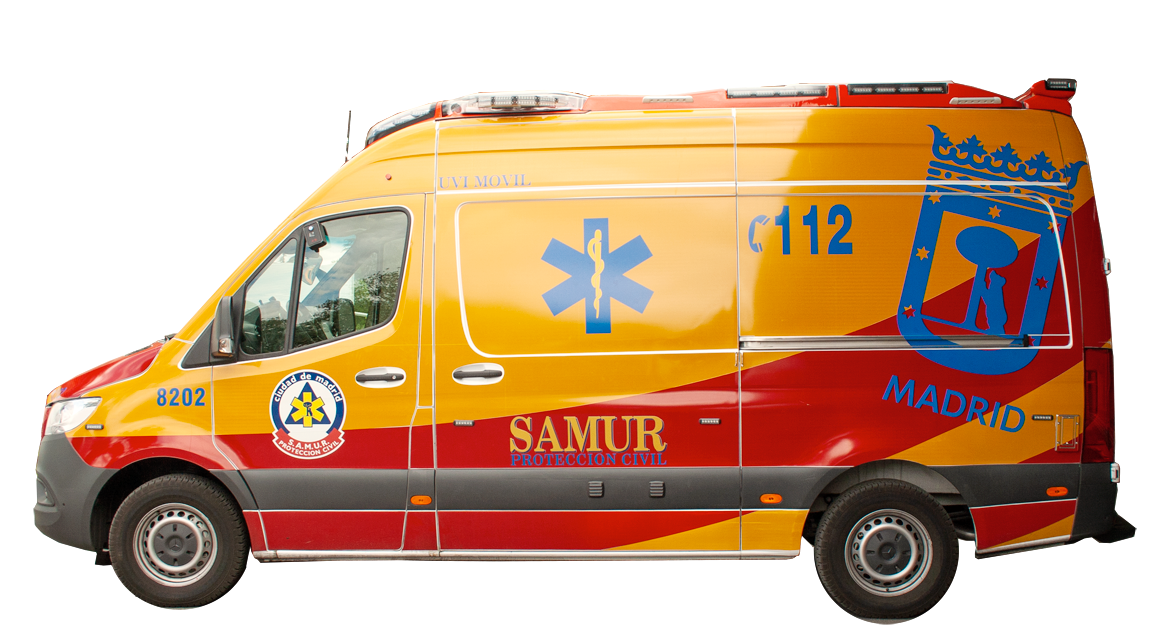 UVI MOVIL
112
8202
ciudad de madrid
S.A.M.U.R.
PROTECCION CIVIL
SAMUR
PROTECCION CIVIL
MADRID